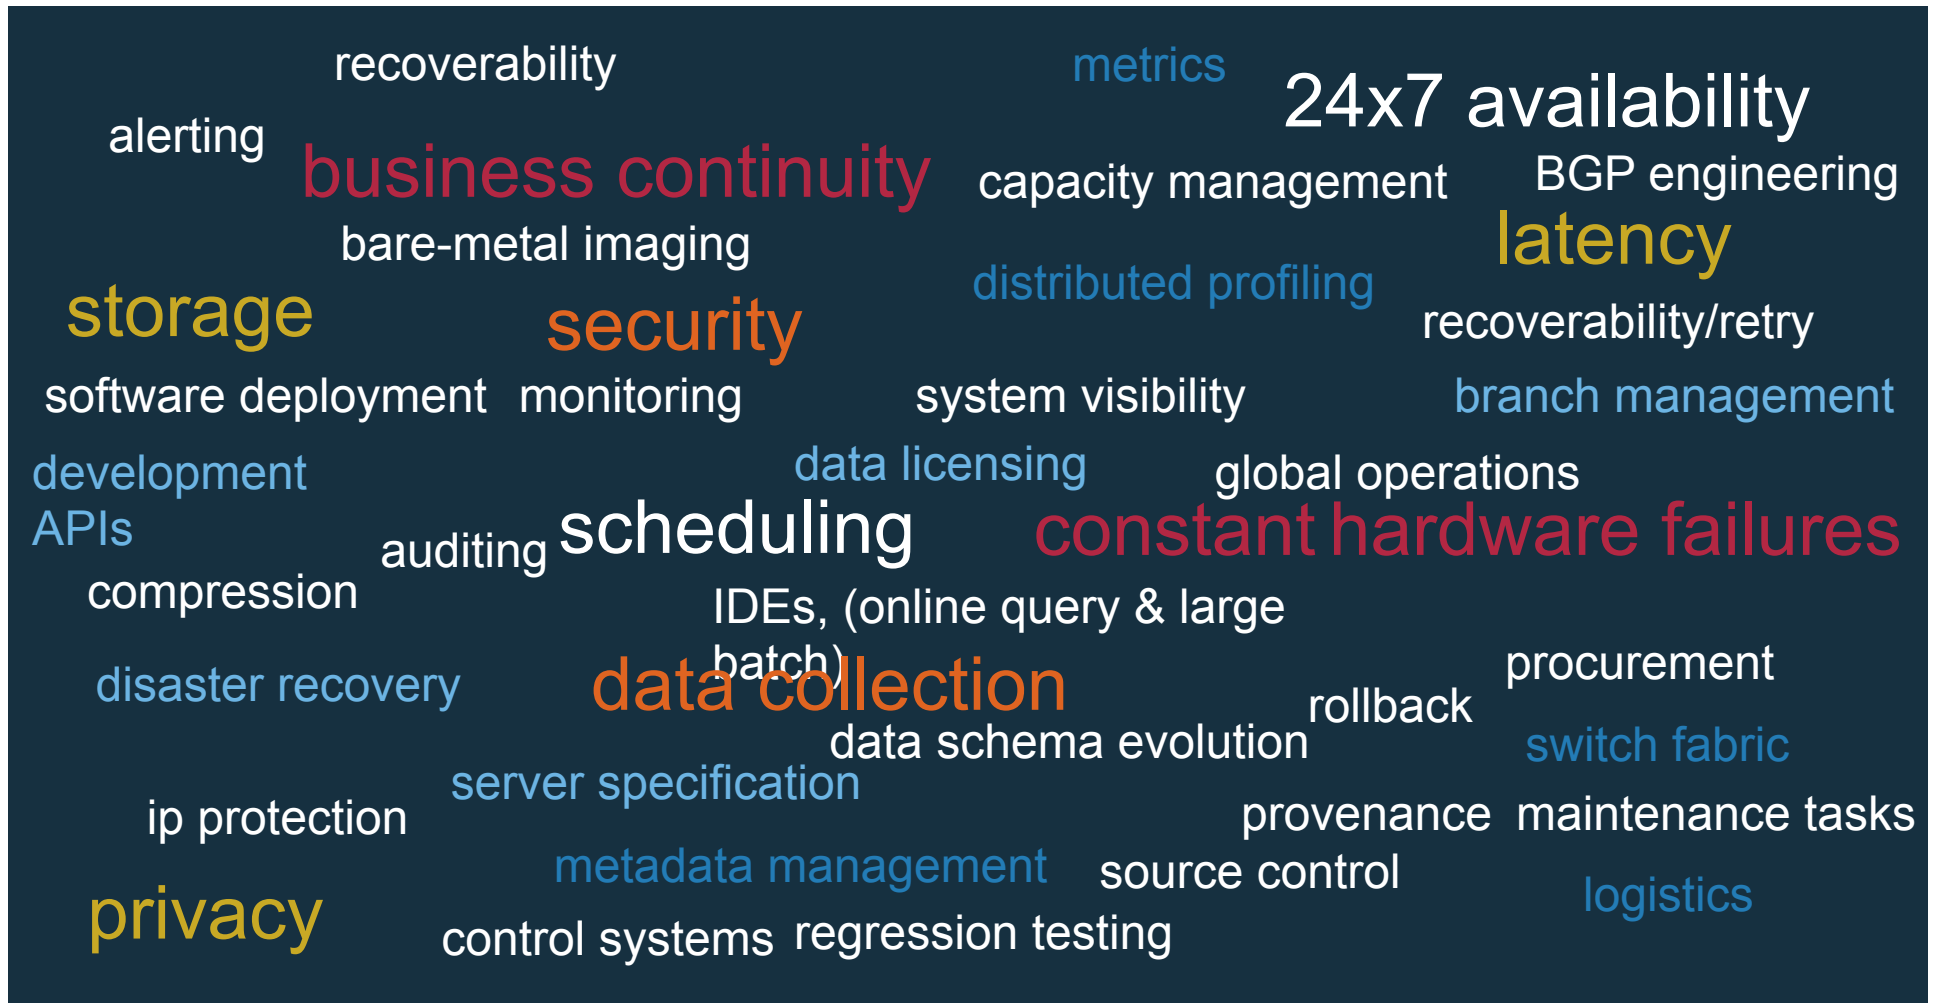 recoverability
metrics
24x7 availability
alerting
business continuity
capacity management
BGP engineering
bare-metal imaging
latency
distributed profiling
storage
security
recoverability/retry
software deployment
monitoring
system visibility
branch management
development
APIs
data licensing
global operations
auditing
scheduling
constant hardware failures
compression
IDEs, (online query & large
batch)
disaster recovery
data collection
procurement
rollback
data schema evolution
switch fabric
server specification
ip protection
provenance
maintenance tasks
metadata management
source control
logistics
privacy
control systems
regression testing